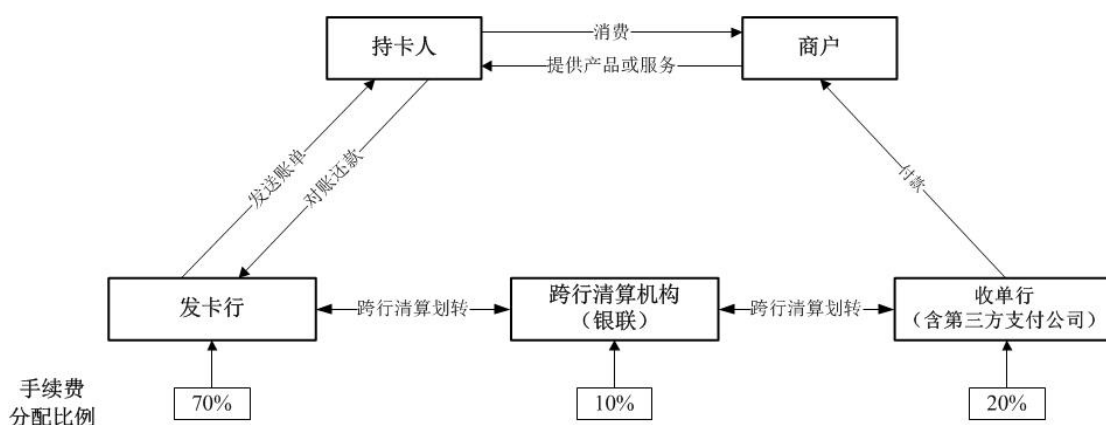 持卡人
消费
提供产品或服务
商户
发送账单
对账还款
付款
发卡行
跨行清算划转
跨行清算机构
（银联）
跨行清算划转
收单行
（含第三方支付公司）
手续费
分配比例
70%
10%
20%